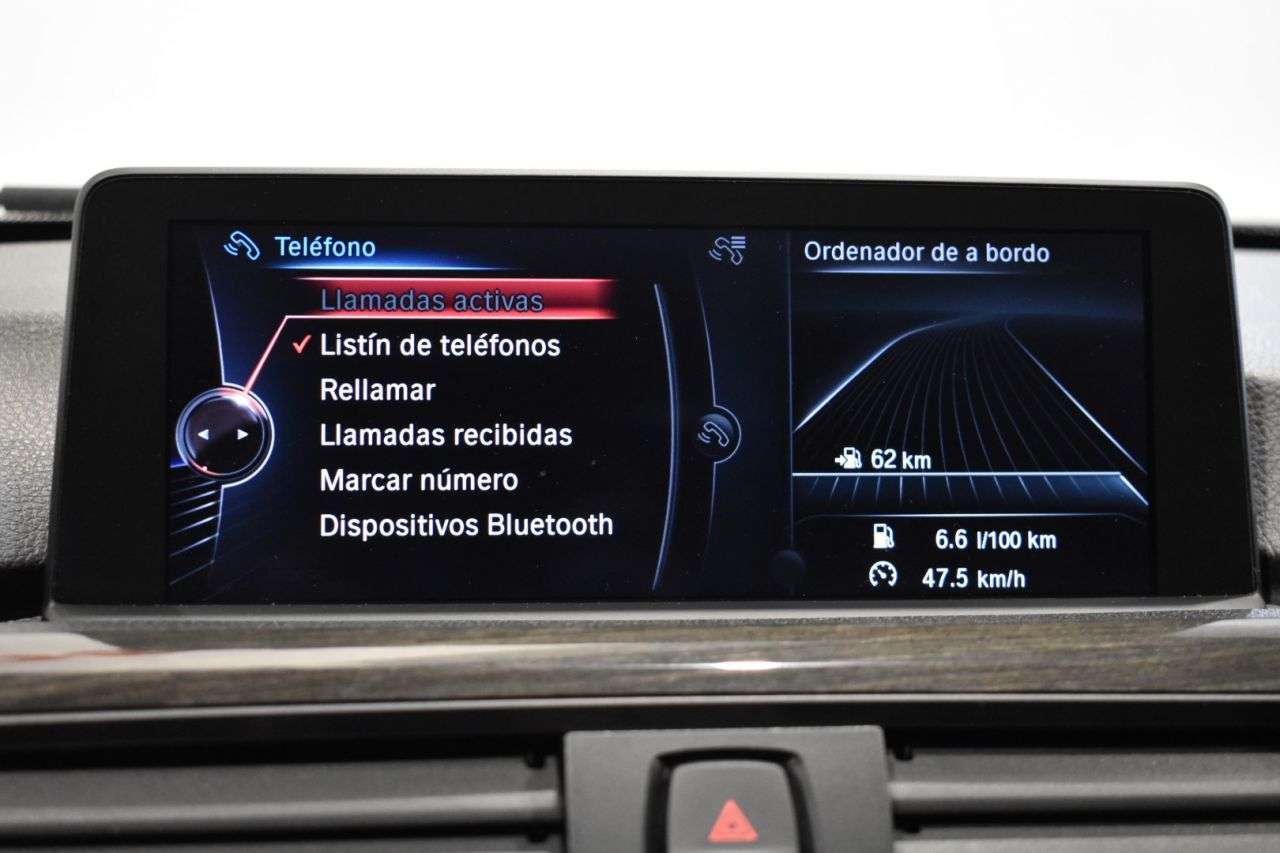 Teléfono
Llamadas activas
Listín de teléfonos
Rellamar
Llamadas recibidas
Marcar número
Dispositivos Bluetooth
Ordenador de a bordo
62 km
6.6 l/100 km
47.5 km/h